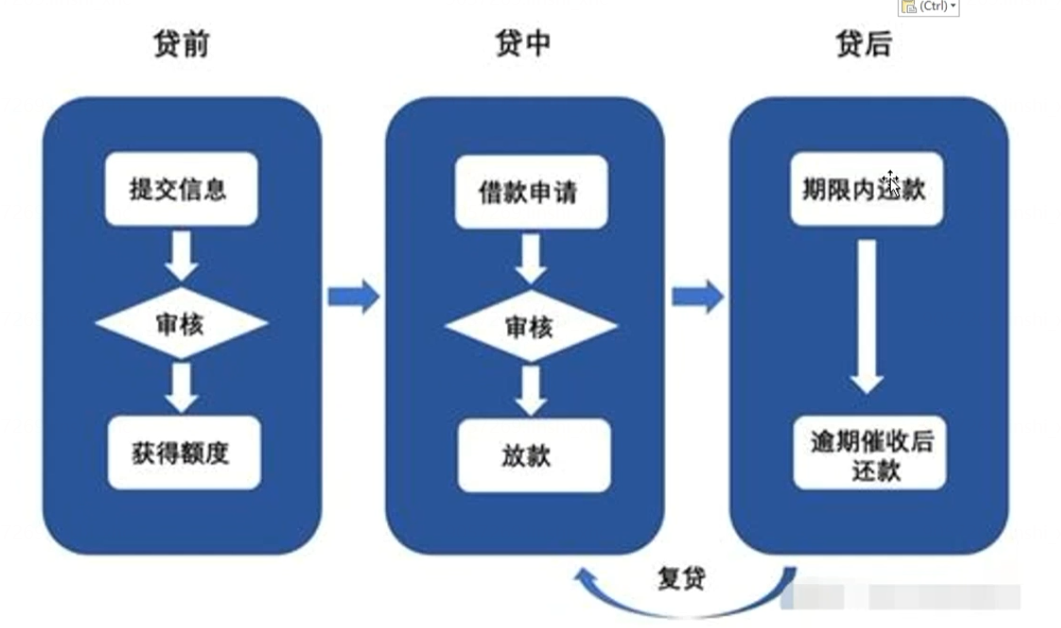 (Ctrl)
贷前
贷中
贷后
提交信息
审核
获得额度
借款申请
审核
放款
期限内还款
逾期催收后
还款
复贷